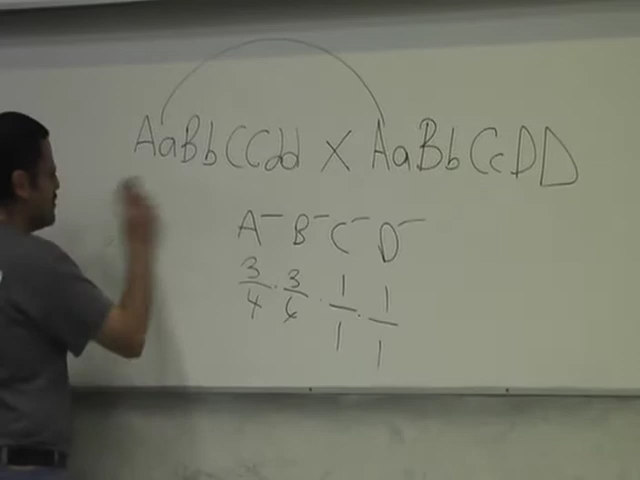 AaBbCCdd X AaBbCcDD
A- B- C- D-
3/4 · 3/4 · 1/1 · 1/1